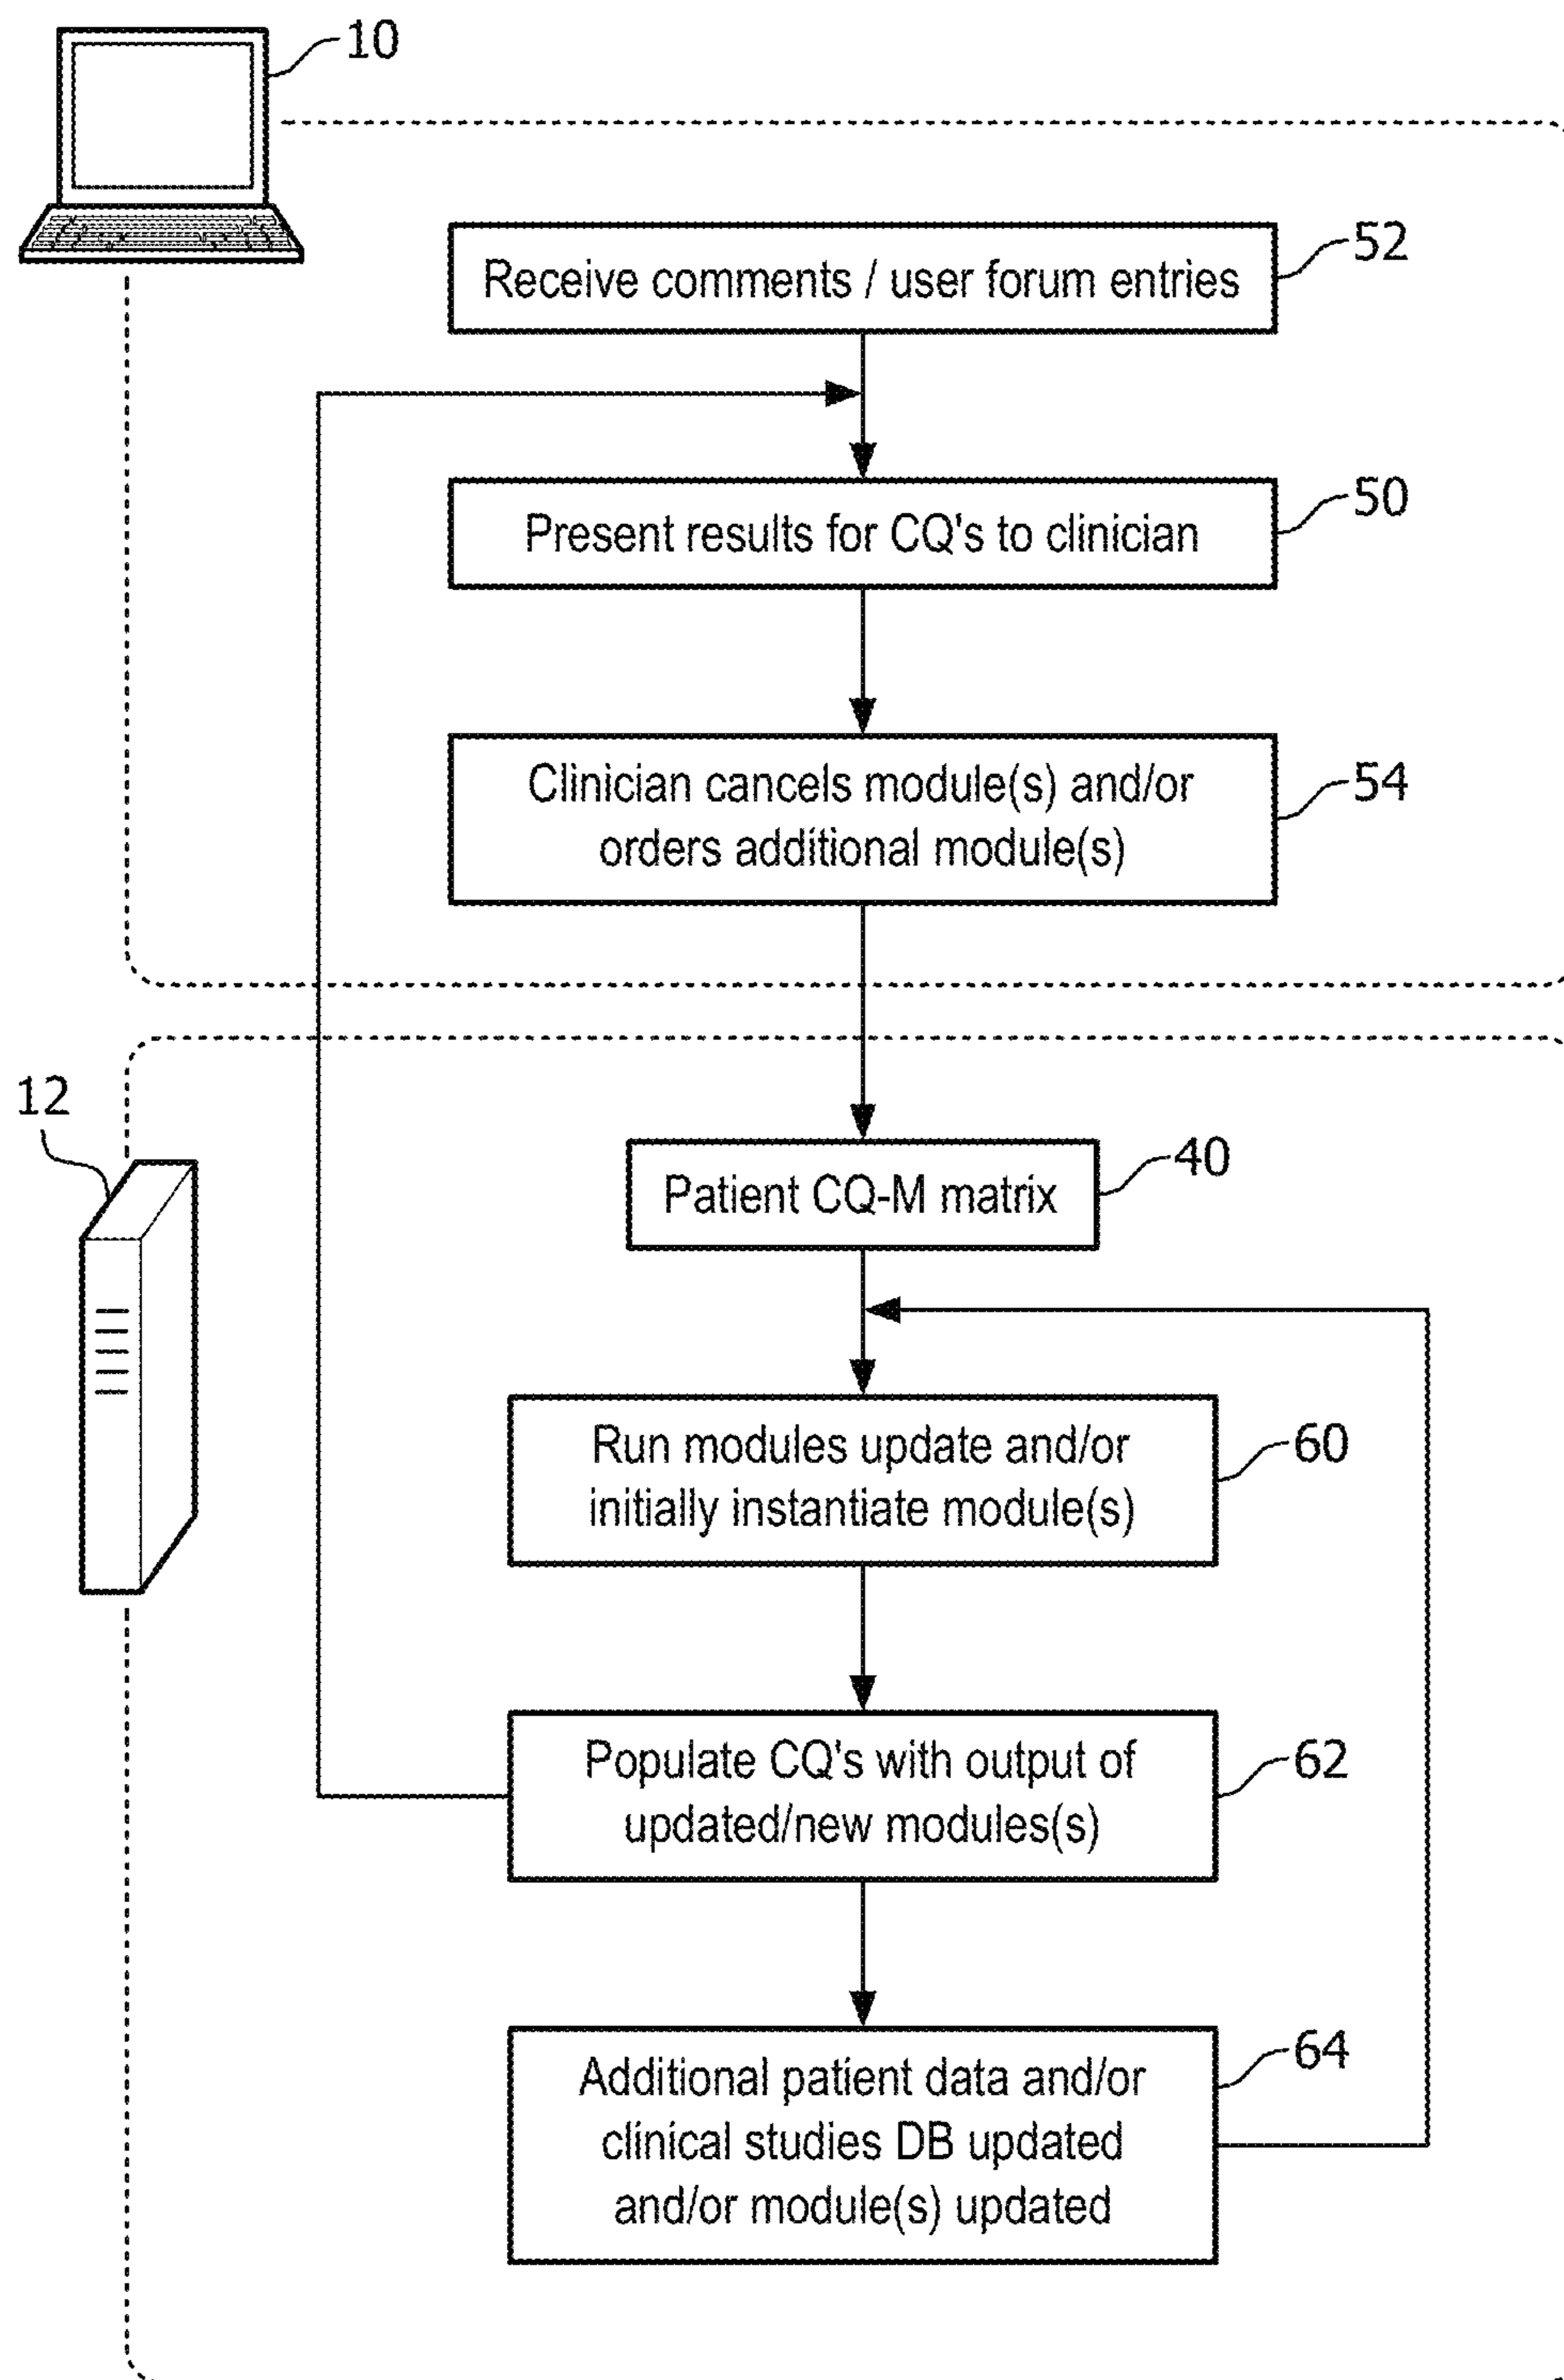 10
Receive comments / user forum entries
52
Present results for CQ's to clinician
50
Clinician cancels module(s) and/or
orders additional module(s)
54
12
Patient CQ-M matrix
40
Run modules update and/or
initially instantiate module(s)
60
Populate CQ's with output of
updated/new modules(s)
62
Additional patient data and/or
clinical studies DB updated
and/or module(s) updated
64